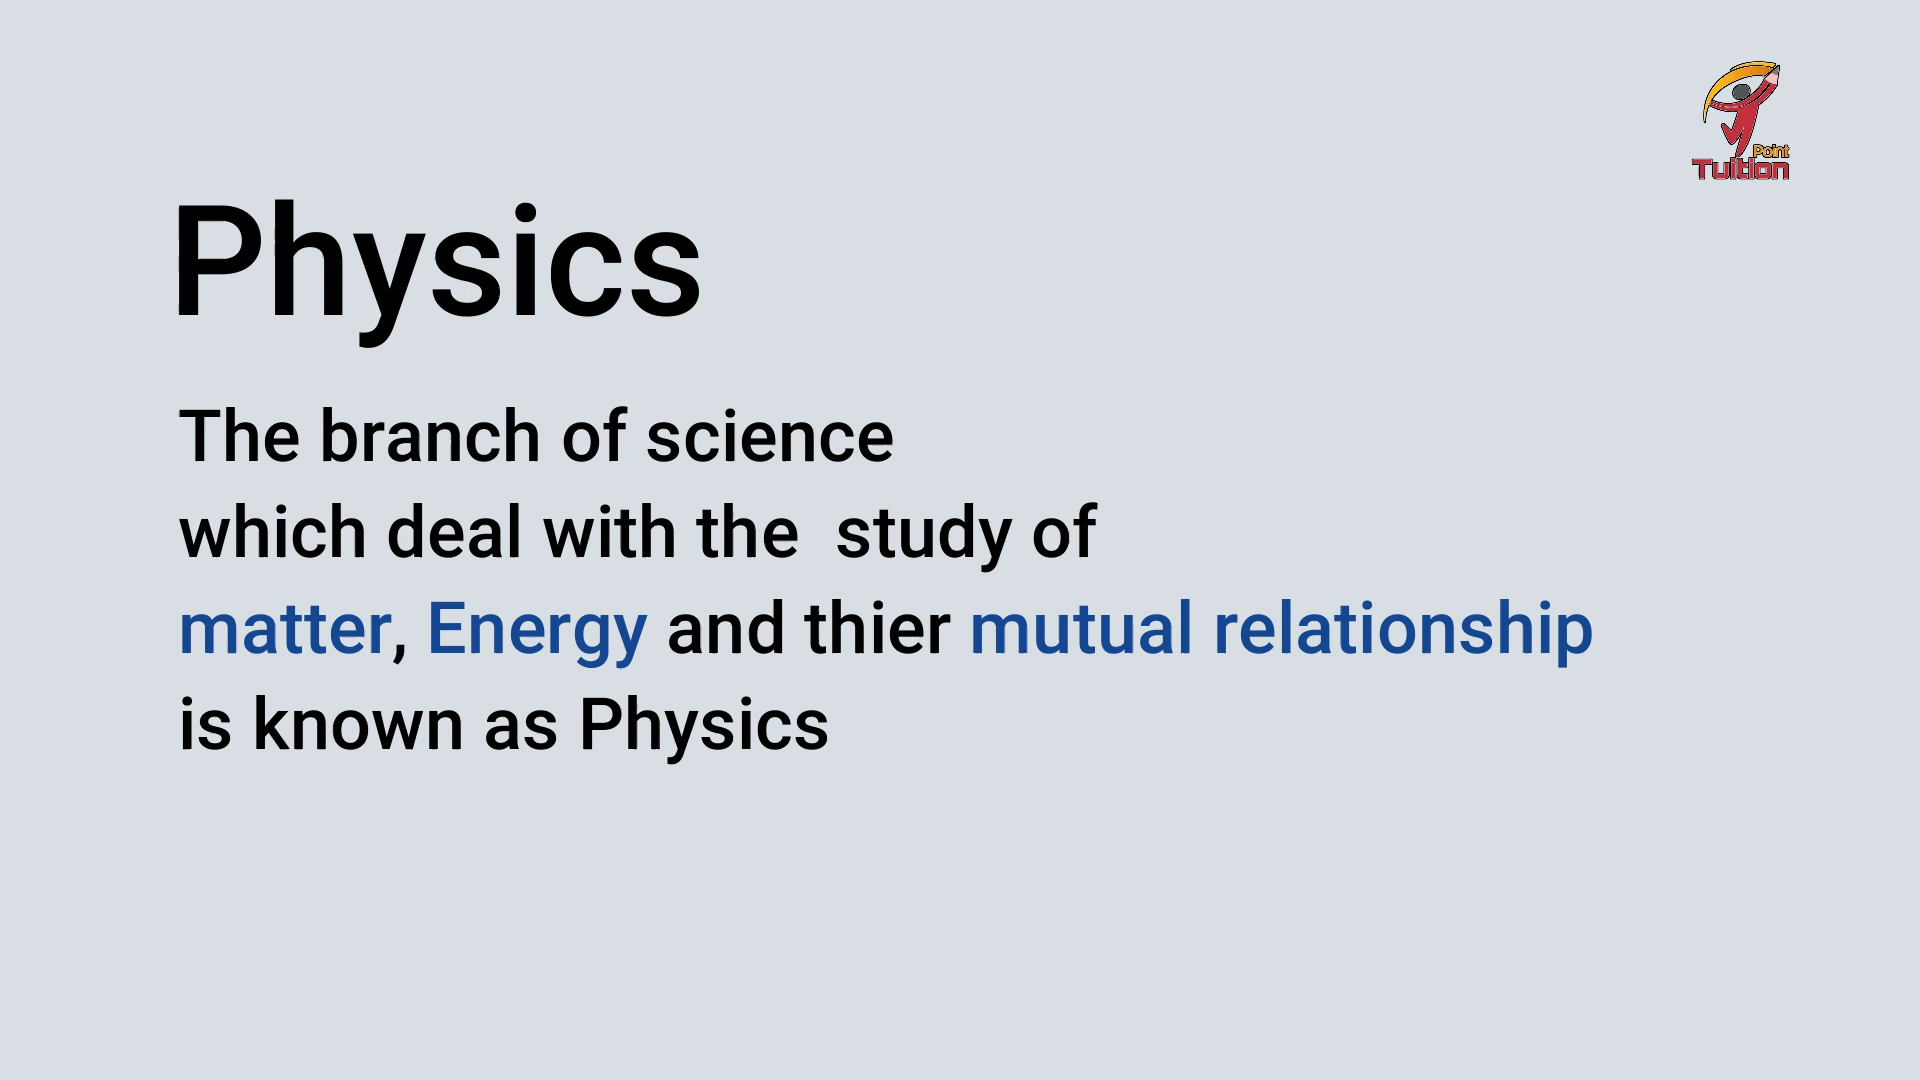 Point
Tuition
Physics
The branch of science
which deal with the  study of
matter, Energy and thier mutual relationship
is known as Physics